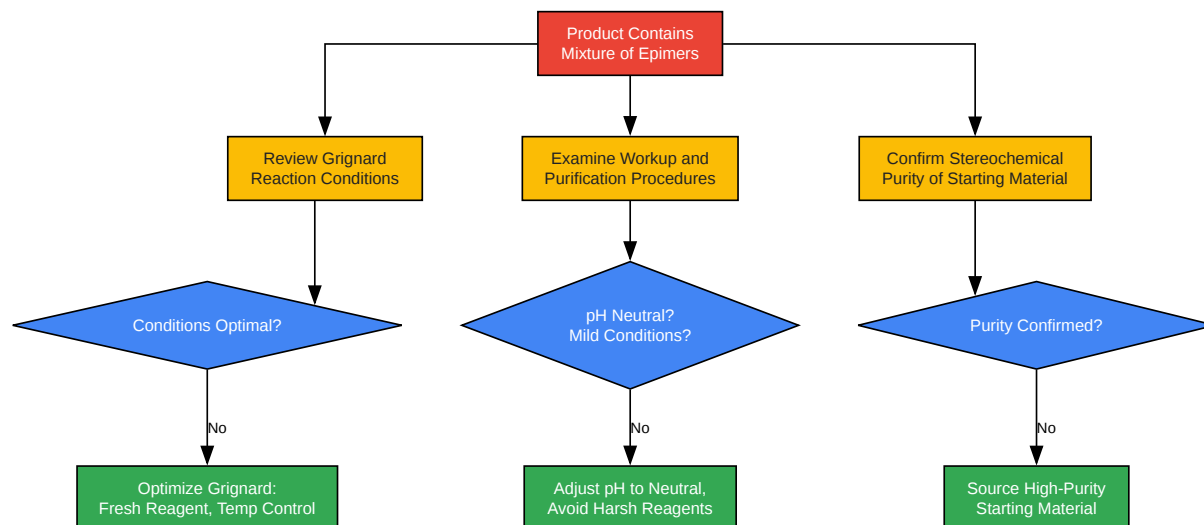 Product Contains
Mixture of Epimers
Review Grignard
Reaction Conditions
Examine Workup and
Purification Procedures
Confirm Stereochemical
Purity of Starting Material
Conditions Optimal?
pH Neutral?
Mild Conditions?
Purity Confirmed?
No
No
No
Optimize Grignard:
Fresh Reagent, Temp Control
Adjust pH to Neutral,
Avoid Harsh Reagents
Source High-Purity
Starting Material